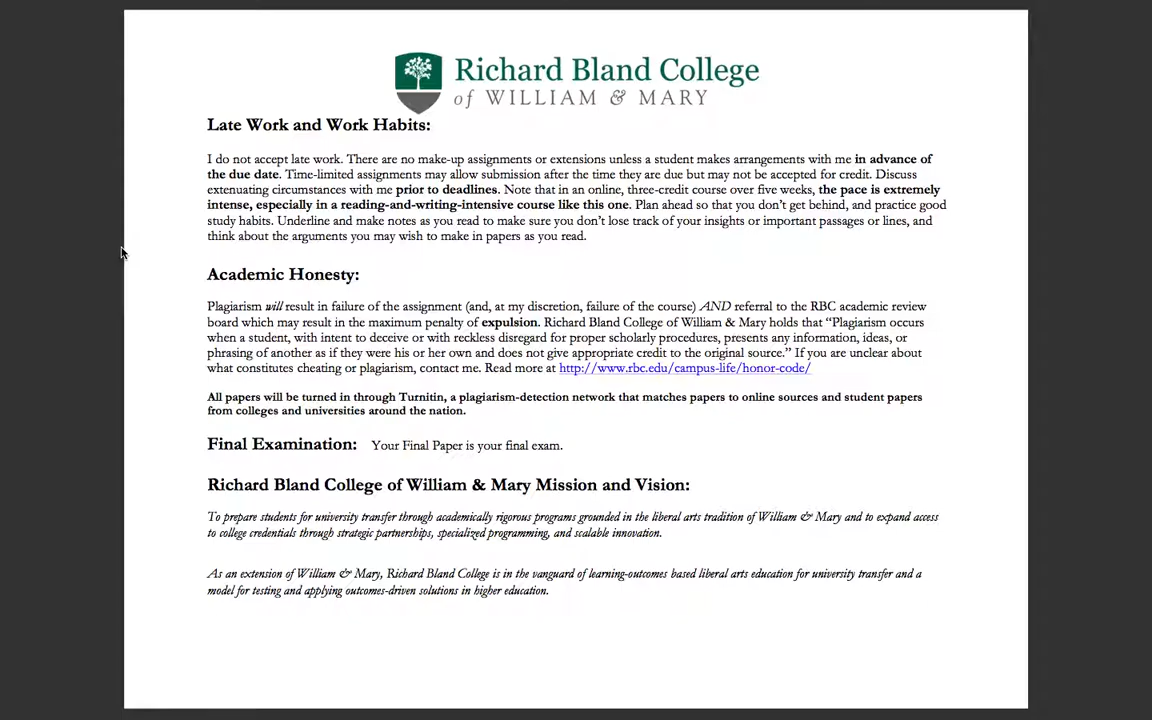 Richard Bland College
of WILLIAM & MARY
Late Work and Work Habits:
I do not accept late work. There are no make-up assignments or extensions unless a student makes arrangements with me in advance of
the due date. Time-limited assignments may allow submission after the time they are due but may not be accepted for credit. Discuss
extenuating circumstances with me prior to deadlines. Note that in an online, three-credit course over five weeks, the pace is extremely
intense, especially in a reading-and-writing-intensive course like this one. Plan ahead so that you don't get behind, and practice good
study habits. Underline and make notes as you read to make sure you don't lose track of your insights or important passages or lines, and
think about the arguments you may wish to make in papers as you read.
Academic Honesty:
Plagiarism will result in failure of the assignment (and, at my discretion, failure of the course) AND referral to the RBC academic review
board which may result in the maximum penalty of expulsion. Richard Bland College of William & Mary holds that “Plagiarism occurs
when a student, with intent to deceive or with reckless disregard for proper scholarly procedures, presents any information, ideas, or
phrasing of another as if they were his or her own and does not give appropriate credit to the original source.” If you are unclear about
what constitutes cheating or plagiarism, contact me. Read more at http://www.rbc.edu/campus-life/honor-code/
All papers will be turned in through Turnitin, a plagiarism-detection network that matches papers to online sources and student papers
from colleges and universities around the nation.
Final Examination: Your Final Paper is your final exam.
Richard Bland College of William & Mary Mission and Vision:
To prepare students for university transfer through academically rigorous programs grounded in the liberal arts tradition of William & Mary and to expand access
to college credentials through strategic partnerships, specialized programming, and scalable innovation.
As an extension of William & Mary, Richard Bland College is in the vanguard of learning-outcomes based liberal arts education for university transfer and a
model for testing and applying outcomes-driven solutions in higher education.